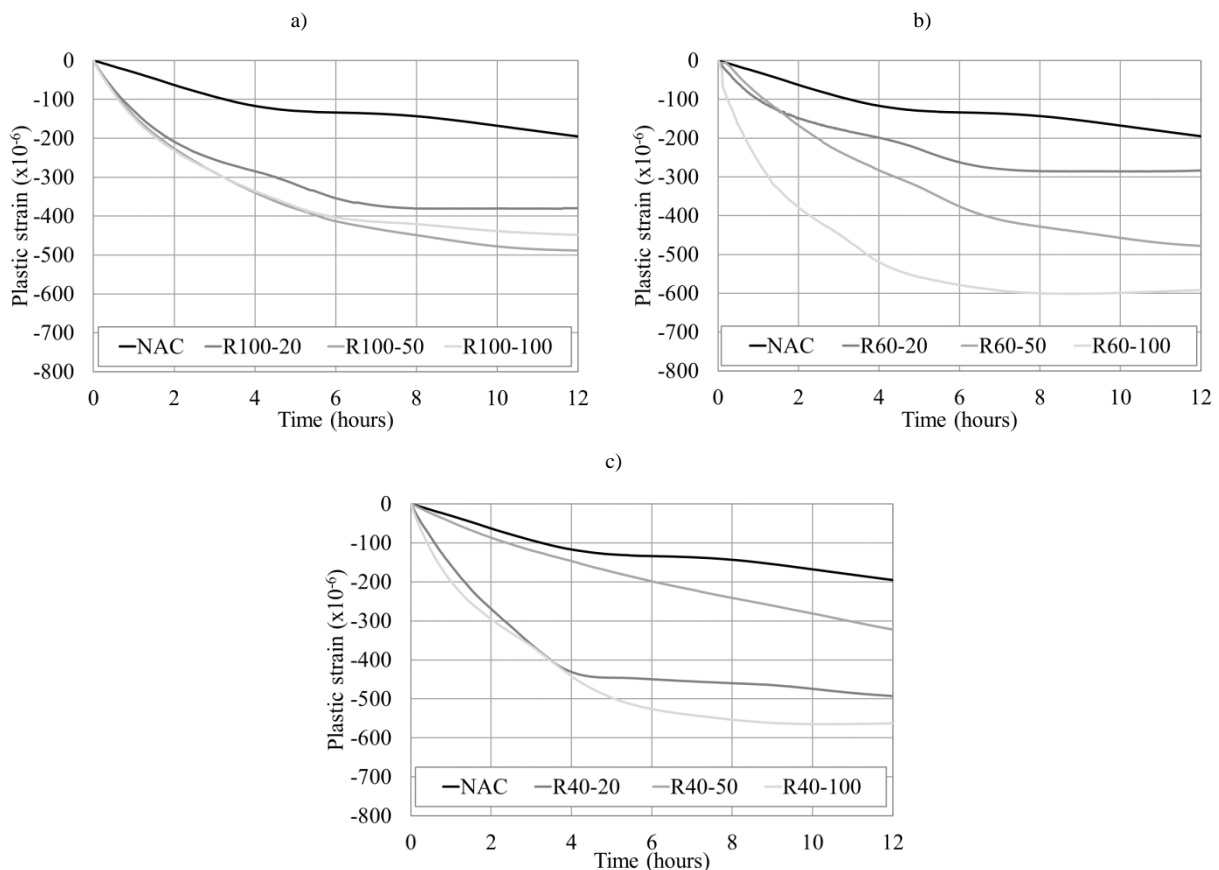 a)
0
-100
-200
-300
-400
-500
-600
-700
-800
Plastic strain (x10⁻⁶)
NAC R100-20 R100-50 R100-100
0 2 4 6 8 10 12
Time (hours)
b)
0
-100
-200
-300
-400
-500
-600
-700
-800
Plastic strain (x10⁻⁶)
NAC R60-20 R60-50 R60-100
0 2 4 6 8 10 12
Time (hours)
c)
0
-100
-200
-300
-400
-500
-600
-700
-800
Plastic strain (x10⁻⁶)
NAC R40-20 R40-50 R40-100
0 2 4 6 8 10 12
Time (hours)